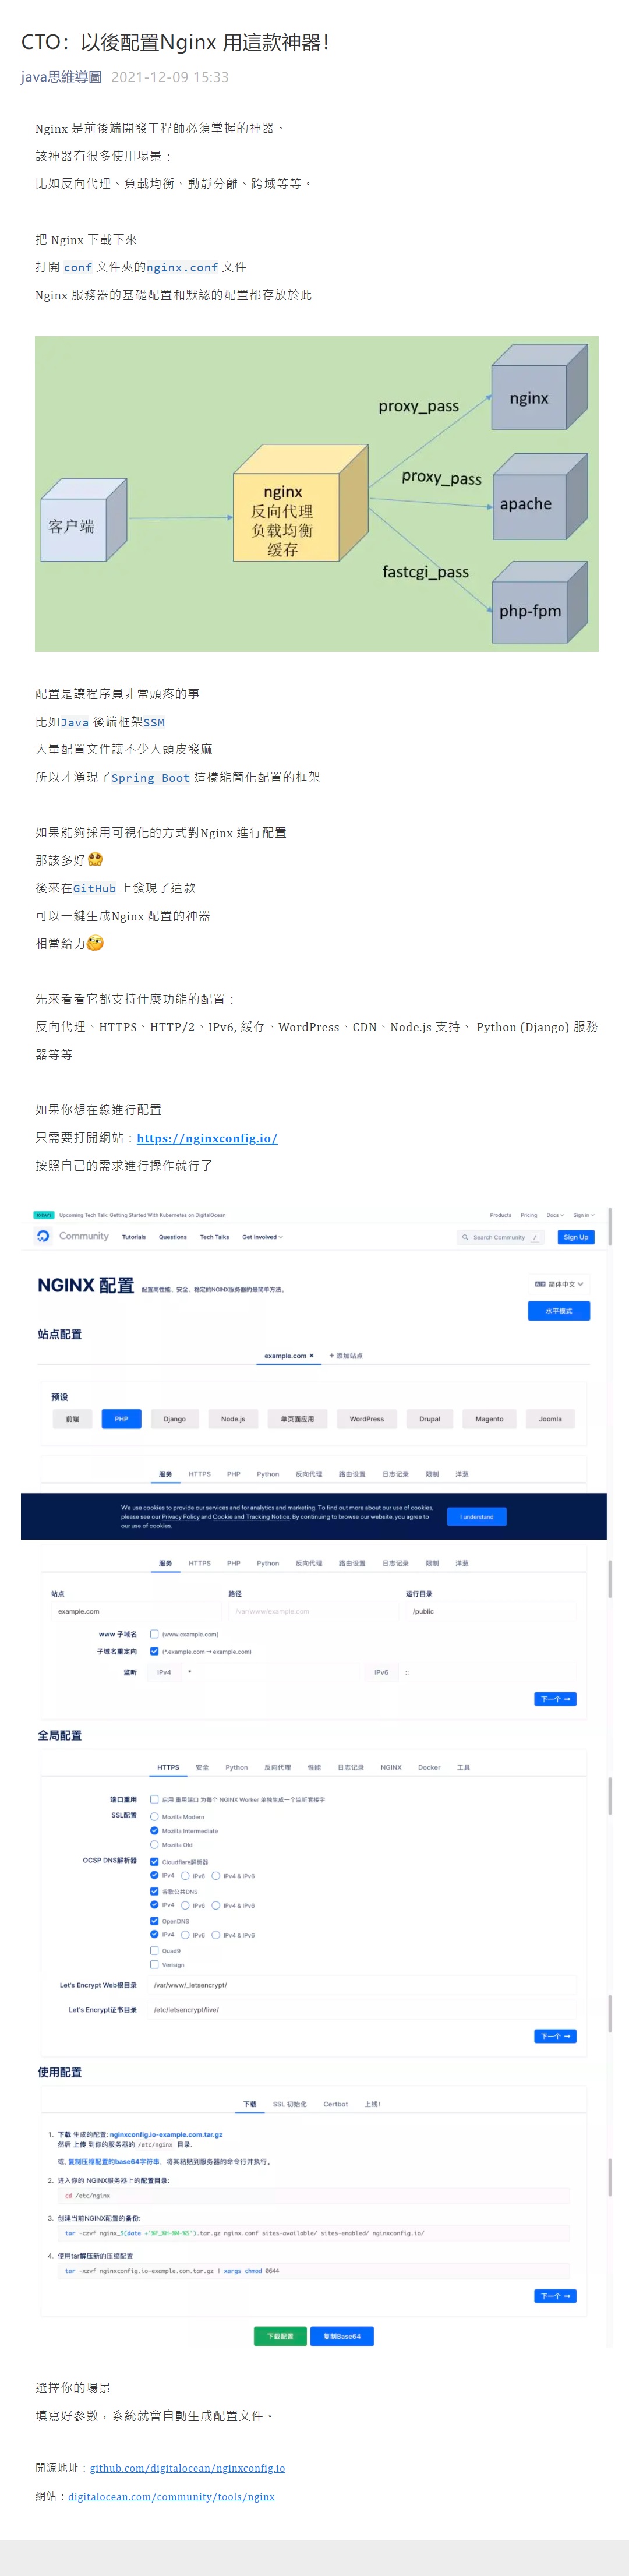 CTO：以後配置Nginx 用這款神器！
java思維導圖 2021-12-09 15:33
Nginx 是前後端開發工程師必須掌握的神器。
該神器有很多使用場景：
比如反向代理、負載均衡、動靜分離、跨域等等。
把 Nginx 下載下來
打開 conf 文件夾的nginx.conf 文件
Nginx 服務器的基礎配置和默認的配置都存放於此
proxy_pass
nginx
nginx
反向代理
负载均衡
缓存
客户端
proxy_pass
apache
fastcgi_pass
php-fpm
配置是讓程序員非常頭疼的事
比如Java 後端框架SSM
大量配置文件讓不少人頭皮發麻
所以才湧現了Spring Boot 這樣能簡化配置的框架
如果能夠採用可視化的方式對Nginx 進行配置
那該多好
後來在GitHub 上發現了這款
可以一鍵生成Nginx 配置的神器
相當給力
先來看看它都支持什麼功能的配置：
反向代理、HTTPS、HTTP/2、IPv6, 緩存、WordPress、CDN、Node.js 支持、 Python (Django) 服務
器等等
如果你想在線進行配置
只需要打開網站：https://nginxconfig.io/
按照自己的需求進行操作就行了
Upcoming Tech Talk: Getting Started With Kubernetes on DigitalOcean Products Pricing Docs Sign in
Community Tutorials Questions Tech Talks Get Involved Search Community / Sign Up
NGINX 配置 配置高性能、安全、稳定的NGINX服务器的最简单方法。
简体中文
水平模式
站点配置
example.com × + 添加站点
预设
前端 PHP Django Node.js 单页面应用 WordPress Drupal Magento Joomla
服务 HTTPS PHP Python 反向代理 路由设置 日志记录 限制 洋葱
We use cookies to provide our services and for analytics and marketing. To find out more about our use of cookies,
please see our Privacy Policy and Cookie and Tracking Notice. By continuing to browse our website, you agree to
our use of cookies.
I understand
服务 HTTPS PHP Python 反向代理 路由设置 日志记录 限制 洋葱
站点 路径 运行目录
example.com /var/www/example.com /public
www 子域名 (www.example.com)
子域名重定向 (*.example.com → example.com)
监听 IPv4 * IPv6 ::
下一个 →
全局配置
HTTPS 安全 Python 反向代理 性能 日志记录 NGINX Docker 工具
端口重用 启用 重用端口 为每个 NGINX Worker 单独生成一个监听套接字
SSL配置 Mozilla Modern
Mozilla Intermediate
Mozilla Old
OCSP DNS解析器 Cloudflare解析器
IPv4 IPv6 IPv4 & IPv6
谷歌公共DNS
IPv4 IPv6 IPv4 & IPv6
OpenDNS
IPv4 IPv6 IPv4 & IPv6
Quad9
Verisign
Let's Encrypt Web根目录 /var/www/_letsencrypt/
Let's Encrypt证书目录 /etc/letsencrypt/live/
下一个 →
使用配置
下载 SSL 初始化 Certbot 上线！
1. 下载 生成的配置: nginxconfig.io-example.com.tar.gz
然后 上传 到你的服务器的 /etc/nginx 目录.
或, 复制压缩配置的base64字符串，将其粘贴到服务器的命令行并执行。
2. 进入你的 NGINX服务器上的配置目录:
cd /etc/nginx
3. 创建当前NGINX配置的备份:
tar -czvf nginx_$(date +'%F_%H-%M-%S').tar.gz nginx.conf sites-available/ sites-enabled/ nginxconfig.io/
4. 使用tar解压新的压缩配置
tar -xzvf nginxconfig.io-example.com.tar.gz | xargs chmod 0644
下一个 →
下载配置 复制Base64
選擇你的場景
填寫好參數，系統就會自動生成配置文件。
開源地址：github.com/digitalocean/nginxconfig.io
網站：digitalocean.com/community/tools/nginx